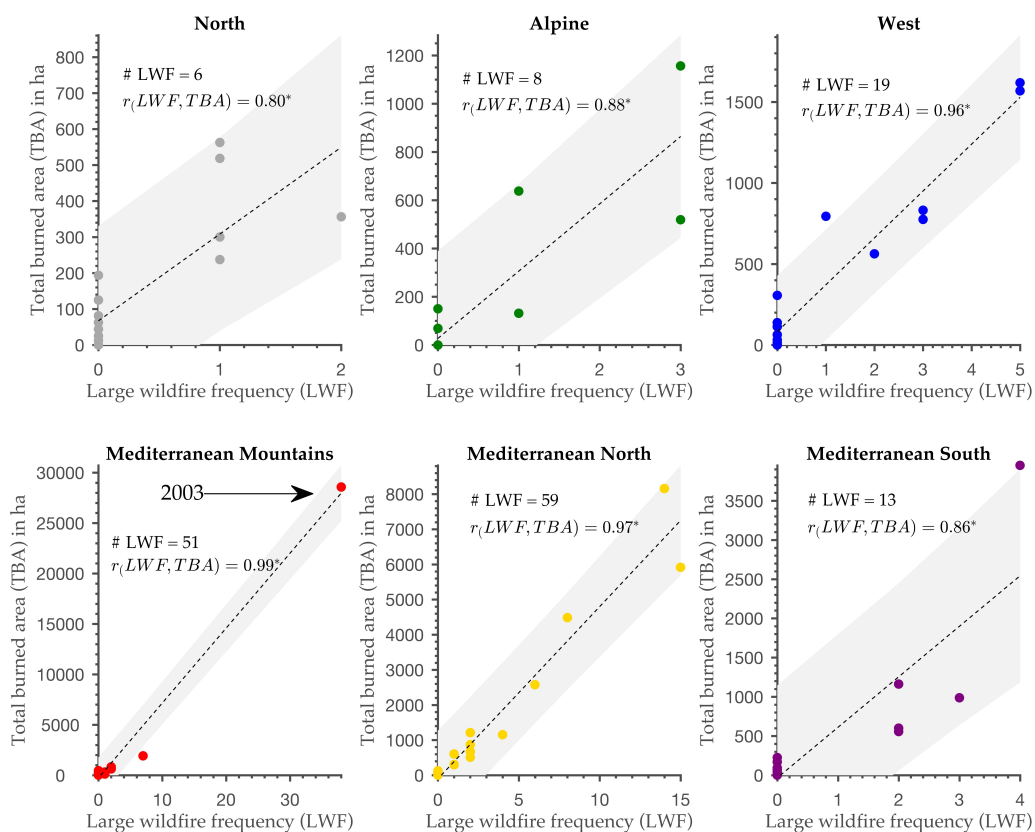 North
Total burned area (TBA) in ha
800
700
600
500
400
300
200
100
0
# LWF = 6
r(LWF, TBA) = 0.80*
0 1 2
Large wildfire frequency (LWF)
Alpine
Total burned area (TBA) in ha
1200
1000
800
600
400
200
0
# LWF = 8
r(LWF, TBA) = 0.88*
0 1 2 3
Large wildfire frequency (LWF)
West
Total burned area (TBA) in ha
1500
1000
500
0
# LWF = 19
r(LWF, TBA) = 0.96*
0 1 2 3 4 5
Large wildfire frequency (LWF)
Mediterranean Mountains
Total burned area (TBA) in ha
30000
25000
20000
15000
10000
5000
0
2003
# LWF = 51
r(LWF, TBA) = 0.99*
0 10 20 30
Large wildfire frequency (LWF)
Mediterranean North
Total burned area (TBA) in ha
8000
7000
6000
5000
4000
3000
2000
1000
0
# LWF = 59
r(LWF, TBA) = 0.97*
0 5 10 15
Large wildfire frequency (LWF)
Mediterranean South
Total burned area (TBA) in ha
3500
3000
2500
2000
1500
1000
500
0
# LWF = 13
r(LWF, TBA) = 0.86*
0 1 2 3 4
Large wildfire frequency (LWF)